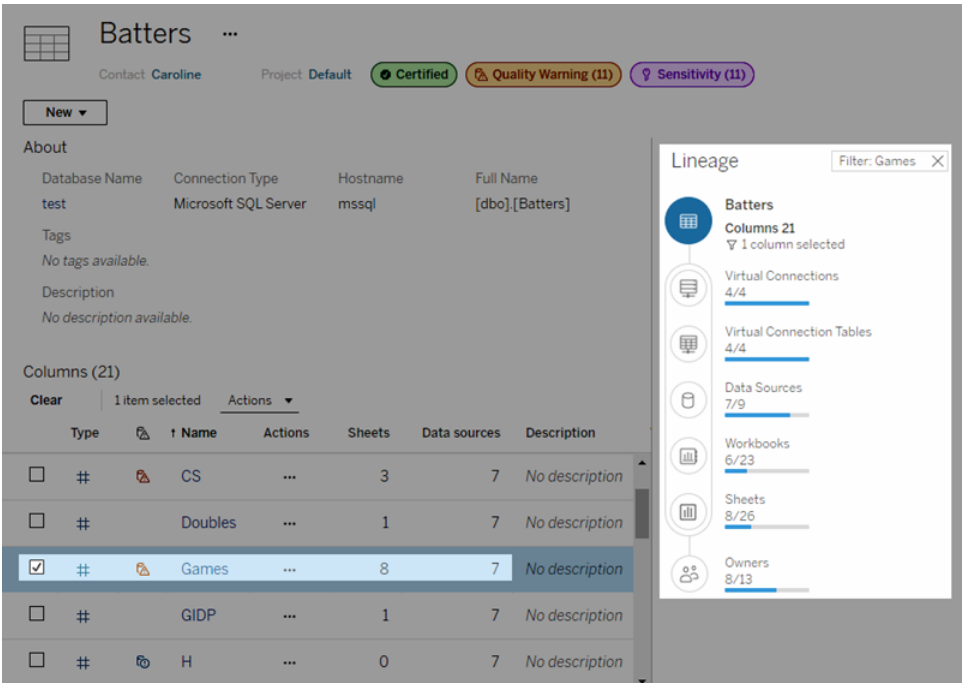 Batters ...
Contact Caroline Project Default Certified Quality Warning (11) Sensitivity (11)
New
About
Database Name Connection Type Hostname Full Name
test Microsoft SQL Server mssql [dbo].[Batters]
Tags
No tags available.
Description
No description available.
Columns (21)
Clear 1 item selected Actions
Type ↑ Name Actions Sheets Data sources Description
# CS ... 3 7 No description
# Doubles ... 1 7 No description
# Games ... 8 7 No description
# GIDP ... 1 7 No description
# H ... 0 7 No description
Lineage Filter: Games X
Batters
Columns 21
1 column selected
Virtual Connections
4/4
Virtual Connection Tables
4/4
Data Sources
7/9
Workbooks
6/23
Sheets
8/26
Owners
8/13